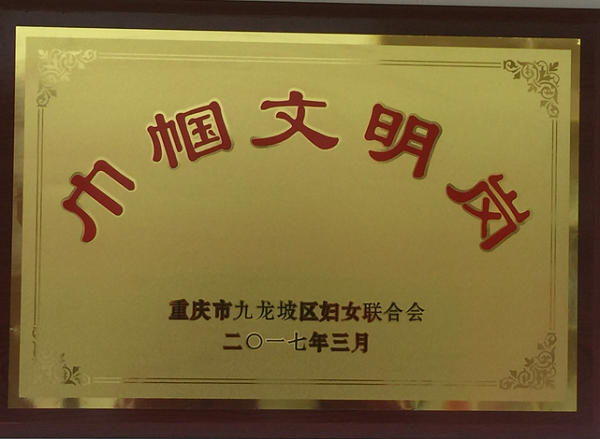 巾帼文明岗
重庆市九龙坡区妇女联合会
二〇一七年三月